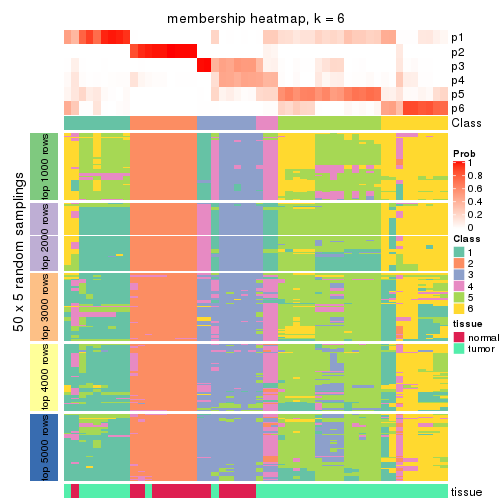 membership heatmap, k = 6
p1
p2
p3
p4
p5
p6
Class
50 x 5 random samplings
top 1000 rows
top 2000 rows
top 3000 rows
top 4000 rows
top 5000 rows
tissue
Prob
1
0.8
0.6
0.4
0.2
0
Class
1
2
3
4
5
6
tissue
normal
tumor